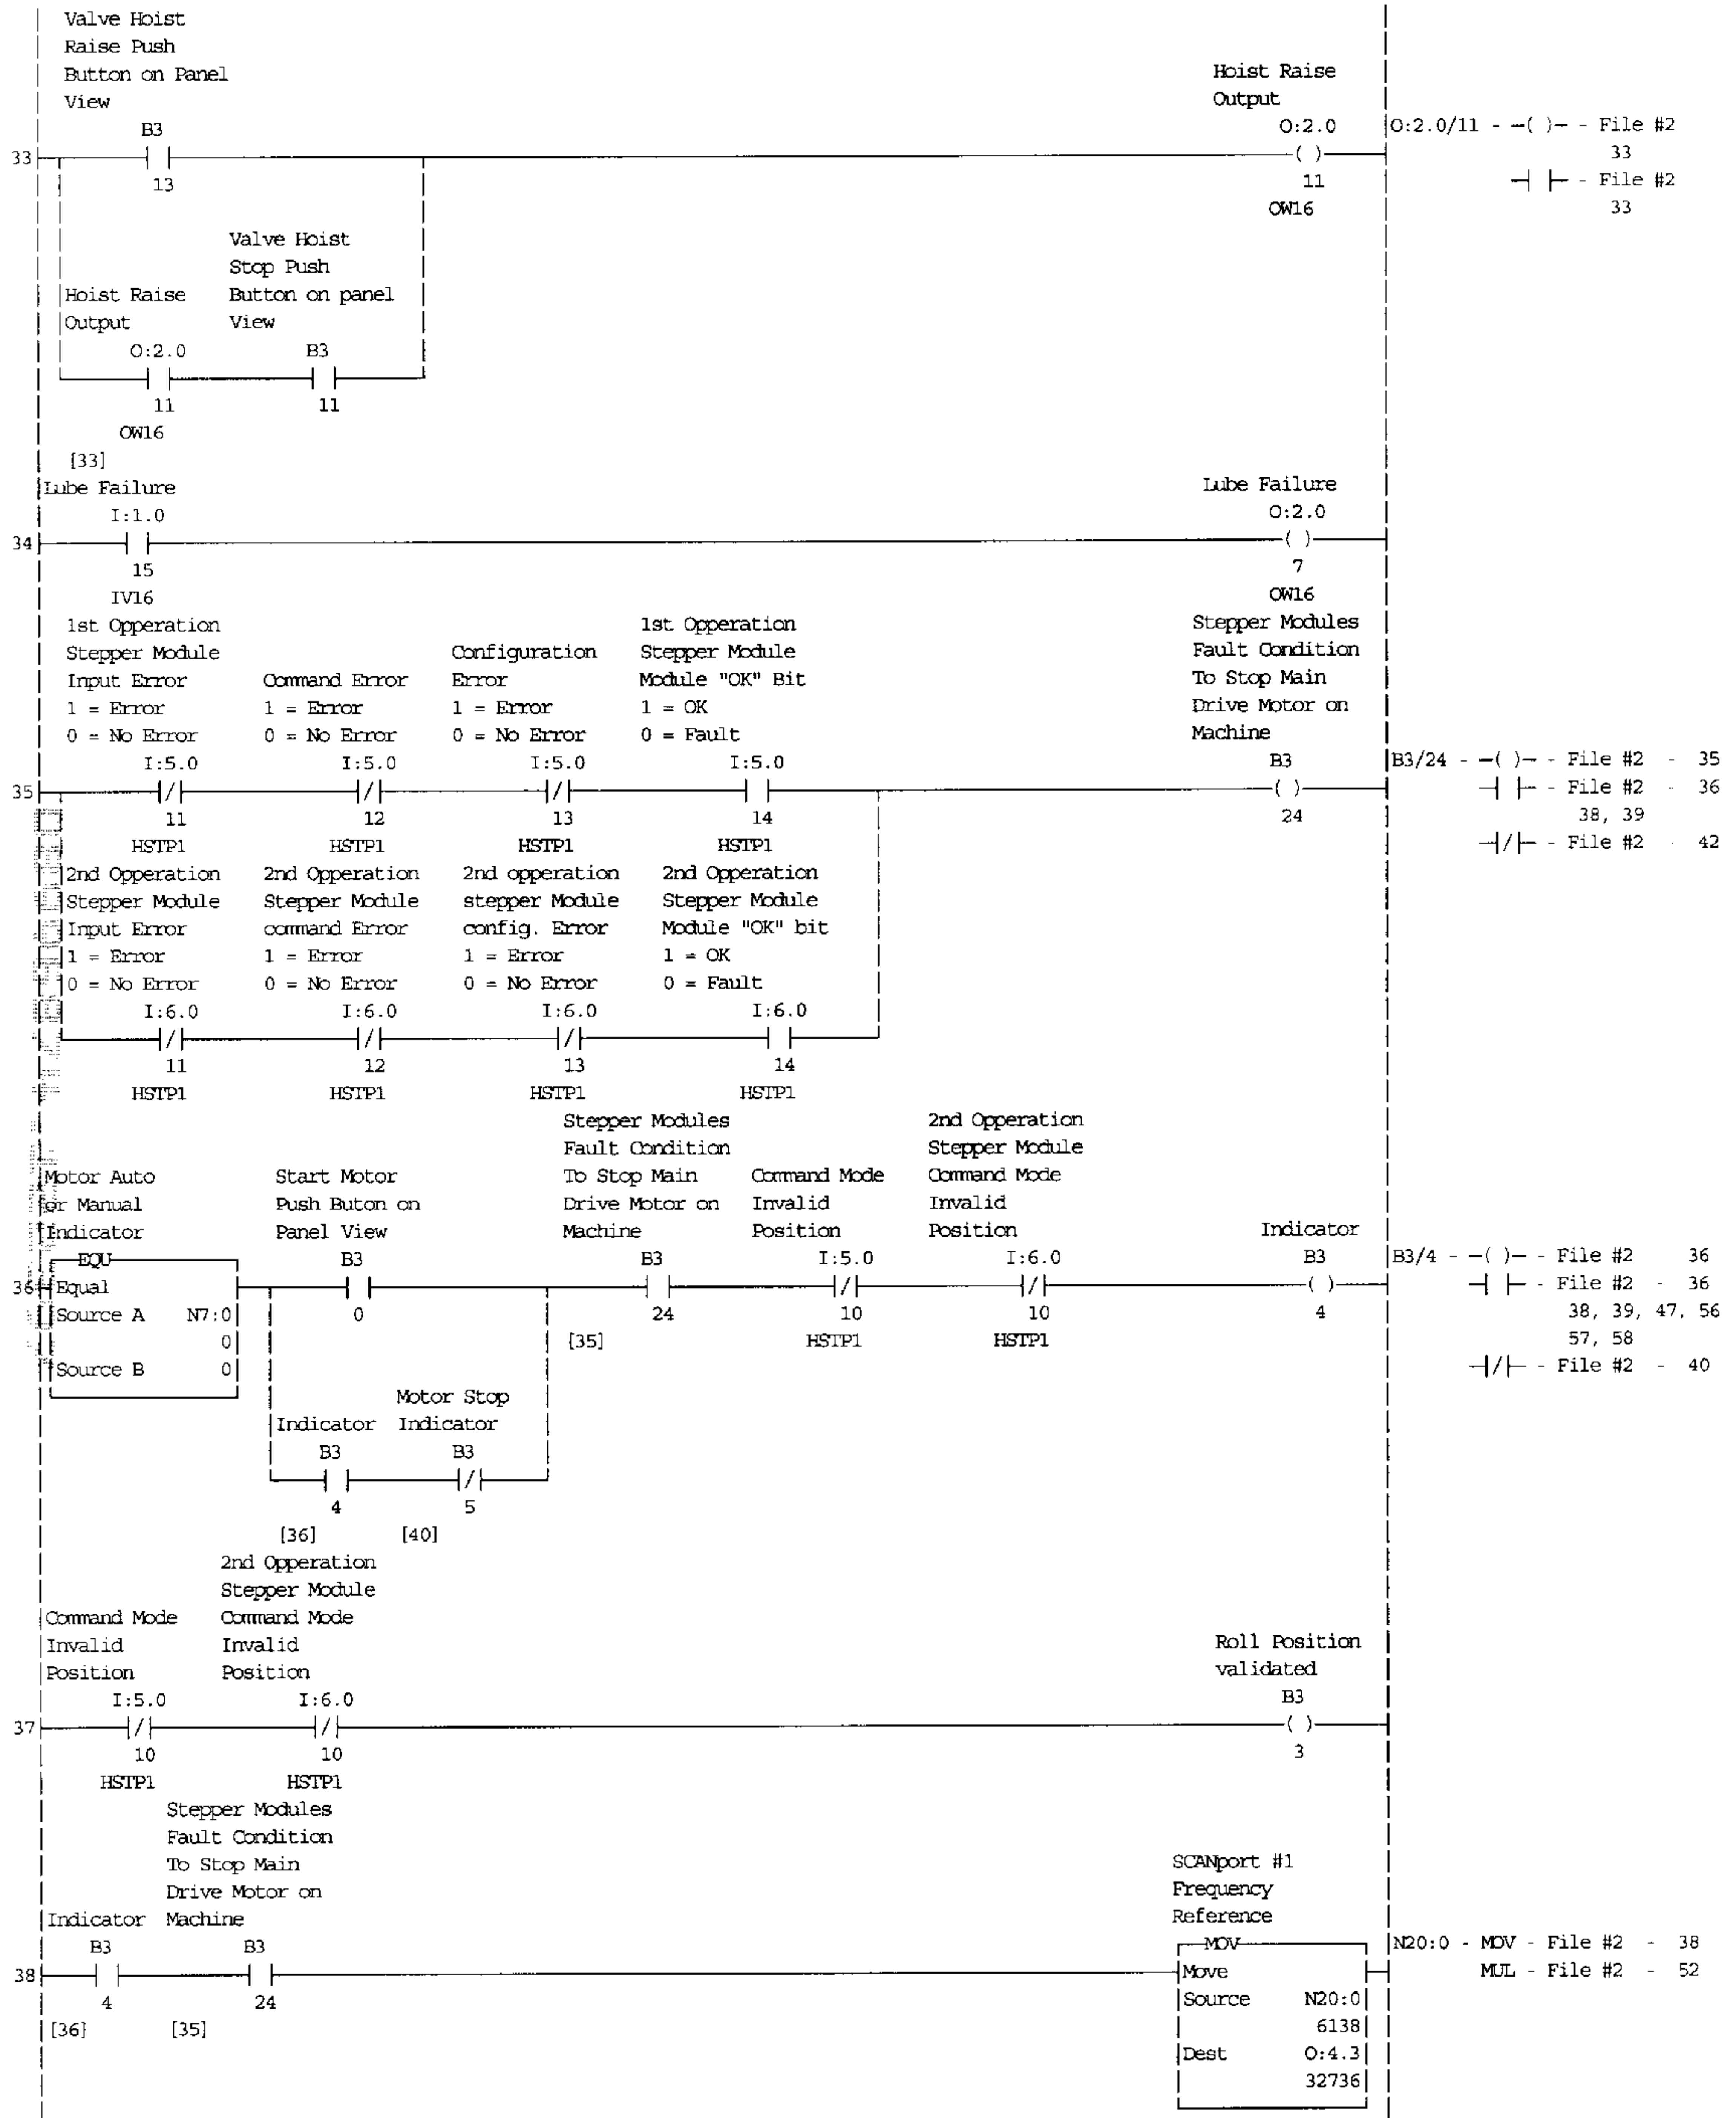 Valve Hoist
Raise Push
Button on Panel
View
B3
33
13
Hoist Raise
Output
O:2.0
11
OW16
O:2.0/11 - -( )- - File #2
33
-| |- - File #2
33
Valve Hoist
Stop Push
Hoist Raise Button on panel
Output View
O:2.0 B3
11 11
OW16
[33]
Lube Failure Lube Failure
I:1.0 O:2.0
34
15 7
IV16 OW16
1st Opperation 1st Opperation Stepper Modules
Stepper Module Configuration Stepper Module Fault Condition
Input Error Command Error Error Module "OK" Bit To Stop Main
1 = Error 1 = Error 1 = Error 1 = OK Drive Motor on
0 = No Error 0 = No Error 0 = No Error 0 = Fault Machine
I:5.0 I:5.0 I:5.0 I:5.0 B3 B3/24 - -( )- - File #2 - 35
35 -| |- - File #2 - 36
11 12 13 14 24 38, 39
HSTP1 HSTP1 HSTP1 HSTP1 -|/|- - File #2 - 42
2nd Opperation 2nd Opperation 2nd opperation 2nd Opperation
Stepper Module Stepper Module stepper Module Stepper Module
Input Error command Error config. Error Module "OK" bit
1 = Error 1 = Error 1 = Error 1 = OK
0 = No Error 0 = No Error 0 = No Error 0 = Fault
I:6.0 I:6.0 I:6.0 I:6.0
11 12 13 14
HSTP1 HSTP1 HSTP1 HSTP1
Stepper Modules 2nd Opperation
Fault Condition Stepper Module
Motor Auto Start Motor To Stop Main Command Mode Command Mode
or Manual Push Buton on Drive Motor on Invalid Invalid
Indicator Panel View Machine Position Position Indicator
EQU B3 B3 I:5.0 I:6.0 B3 B3/4 - -( )- - File #2 36
36 Equal -| |- - File #2 - 36
Source A N7:0 0 24 10 10 4 38, 39, 47, 56
0 [35] HSTP1 HSTP1 57, 58
Source B 0 -|/|- - File #2 - 40
Motor Stop
Indicator Indicator
B3 B3
4 5
[36] [40]
2nd Opperation
Stepper Module
Command Mode Command Mode
Invalid Invalid Roll Position
Position Position validated
I:5.0 I:6.0 B3
37
10 10 3
HSTP1 HSTP1
Stepper Modules
Fault Condition
To Stop Main SCANport #1
Drive Motor on Frequency
Indicator Machine Reference
B3 B3 MOV N20:0 - MOV - File #2 - 38
38 Move MUL - File #2 - 52
4 24 Source N20:0
[36] [35] 6138
Dest O:4.3
32736